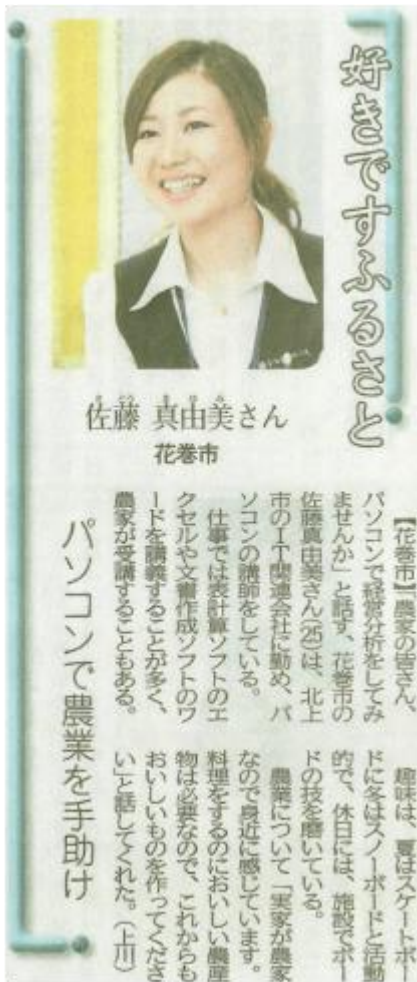 好きですふるさと
佐藤 真由美さん
花巻市
パソコンで農業を手助け
【花巻市】農家の皆さん、
パソコンで経営分析をしてみ
ませんか」と話す、花巻市の
佐藤真由美さん(25)は、北上
市のIT関連会社に勤め、パ
ソコンの講師をしている。
仕事では表計算ソフトのエ
クセルや文書作成ソフトのワ
ードを講義することが多く、
農家が受講することもある。
趣味は、夏はスケートボー
ドに冬はスノーボードと活動
的で、休日には、施設でボー
ドの技を磨いている。
農業について「実家が農家
なので身近に感じています。
料理をするのにおいしい農産
物は必要なので、これからも
おいしいものを作ってくださ
い」と話してくれた。(上川)